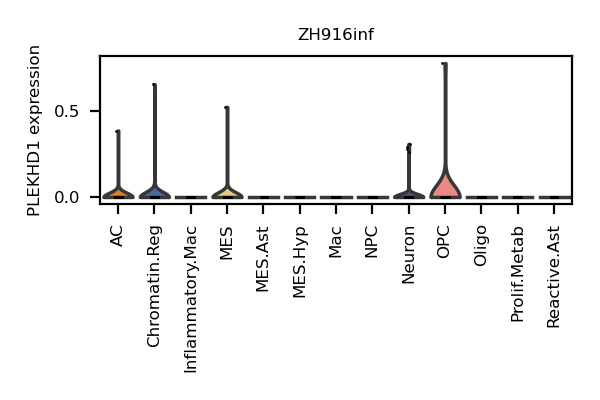 ZH916inf
PLEKHD1 expression
0.5
0.0
AC
Chromatin.Reg
Inflammatory.Mac
MES
MES.Ast
MES.Hyp
Mac
NPC
Neuron
OPC
Oligo
Prolif.Metab
Reactive.Ast